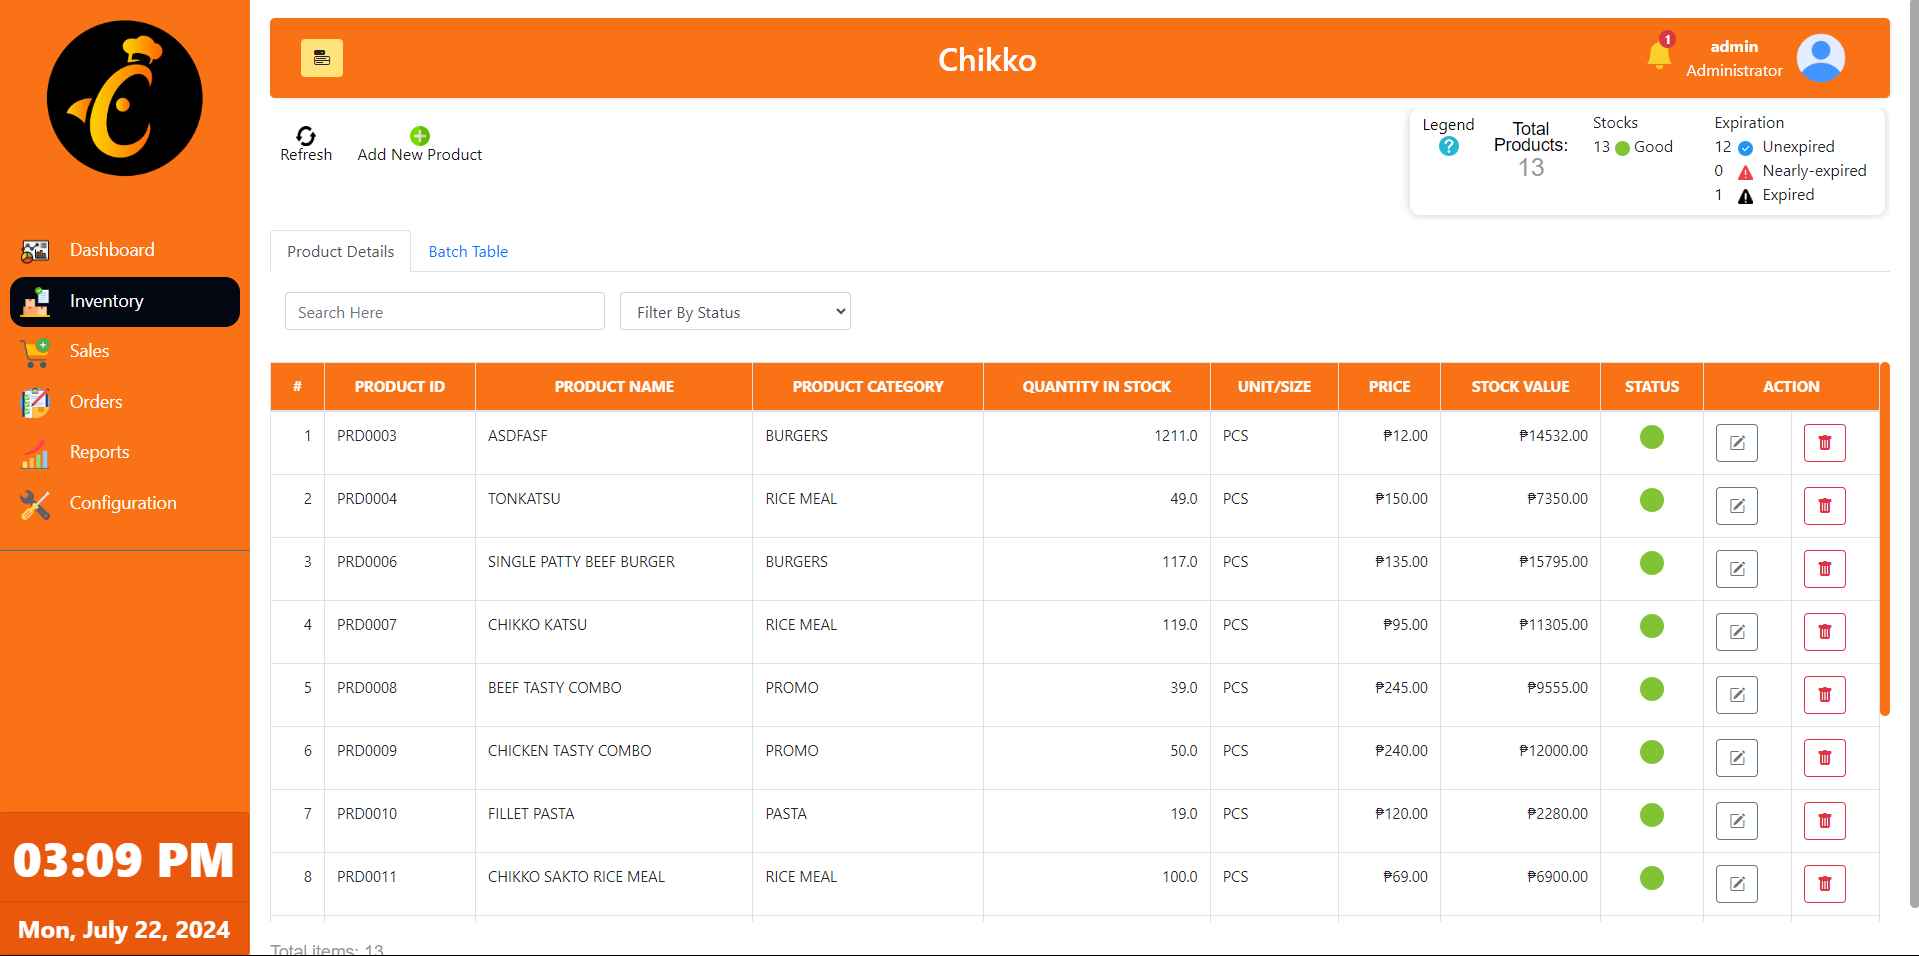 Chikko
1
admin
Administrator
Refresh
Add New Product
Legend
?
Total
Products:
13
Stocks
13 Good
Expiration
12 Unexpired
0 Nearly-expired
1 Expired
Dashboard
Inventory
Sales
Orders
Reports
Configuration
03:09 PM
Mon, July 22, 2024
Product Details Batch Table
Search Here Filter By Status
# PRODUCT ID PRODUCT NAME PRODUCT CATEGORY QUANTITY IN STOCK UNIT/SIZE PRICE STOCK VALUE STATUS ACTION
1 PRD0003 ASDFASF BURGERS 1211.0 PCS ₱12.00 ₱14532.00
2 PRD0004 TONKATSU RICE MEAL 49.0 PCS ₱150.00 ₱7350.00
3 PRD0006 SINGLE PATTY BEEF BURGER BURGERS 117.0 PCS ₱135.00 ₱15795.00
4 PRD0007 CHIKKO KATSU RICE MEAL 119.0 PCS ₱95.00 ₱11305.00
5 PRD0008 BEEF TASTY COMBO PROMO 39.0 PCS ₱245.00 ₱9555.00
6 PRD0009 CHICKEN TASTY COMBO PROMO 50.0 PCS ₱240.00 ₱12000.00
7 PRD0010 FILLET PASTA PASTA 19.0 PCS ₱120.00 ₱2280.00
8 PRD0011 CHIKKO SAKTO RICE MEAL RICE MEAL 100.0 PCS ₱69.00 ₱6900.00
Total items: 13